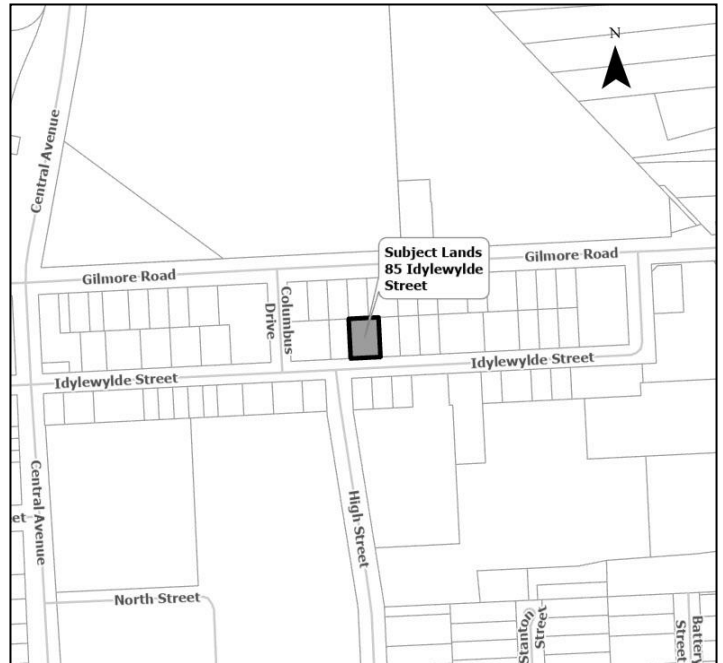 N
Central Avenue
Subject Lands
85 Idylewylde
Street
Gilmore Road
Gilmore Road
Columbus
Drive
Idylewylde Street
Idylewylde Street
Central Avenue
High Street
et
North Street
Stanton
Street
Battery
Street